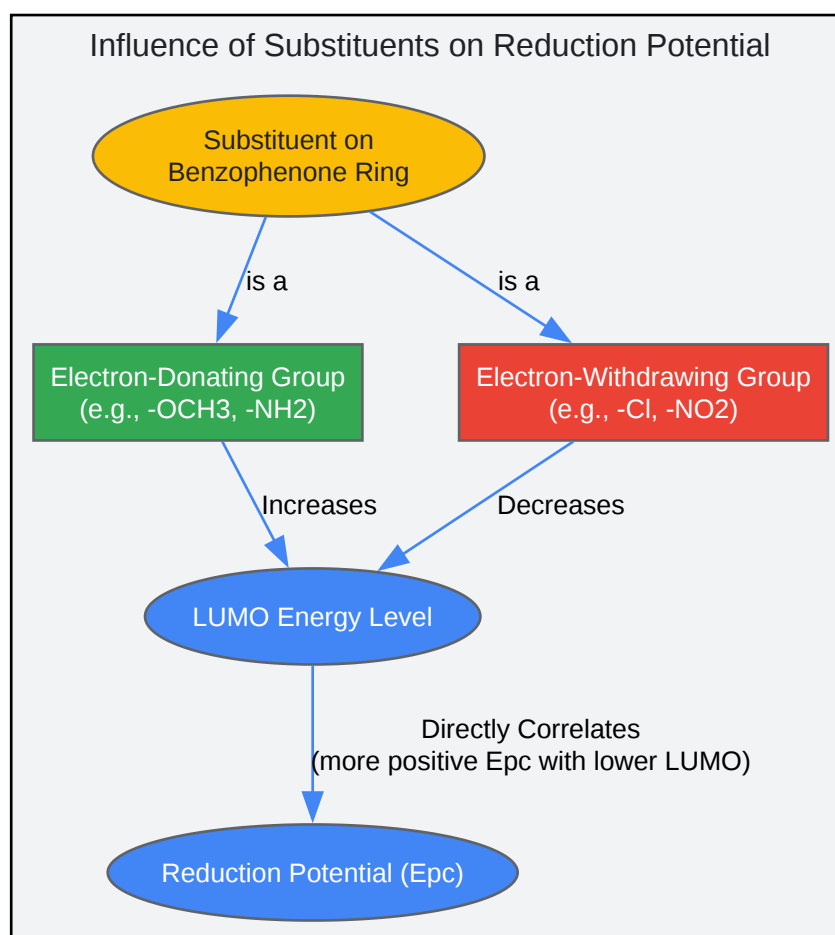 Influence of Substituents on Reduction Potential
Substituent on
Benzophenone Ring
is a
is a
Electron-Donating Group
(e.g., -OCH3, -NH2)
Electron-Withdrawing Group
(e.g., -Cl, -NO2)
Increases
Decreases
LUMO Energy Level
Directly Correlates
(more positive Epc with lower LUMO)
Reduction Potential (Epc)